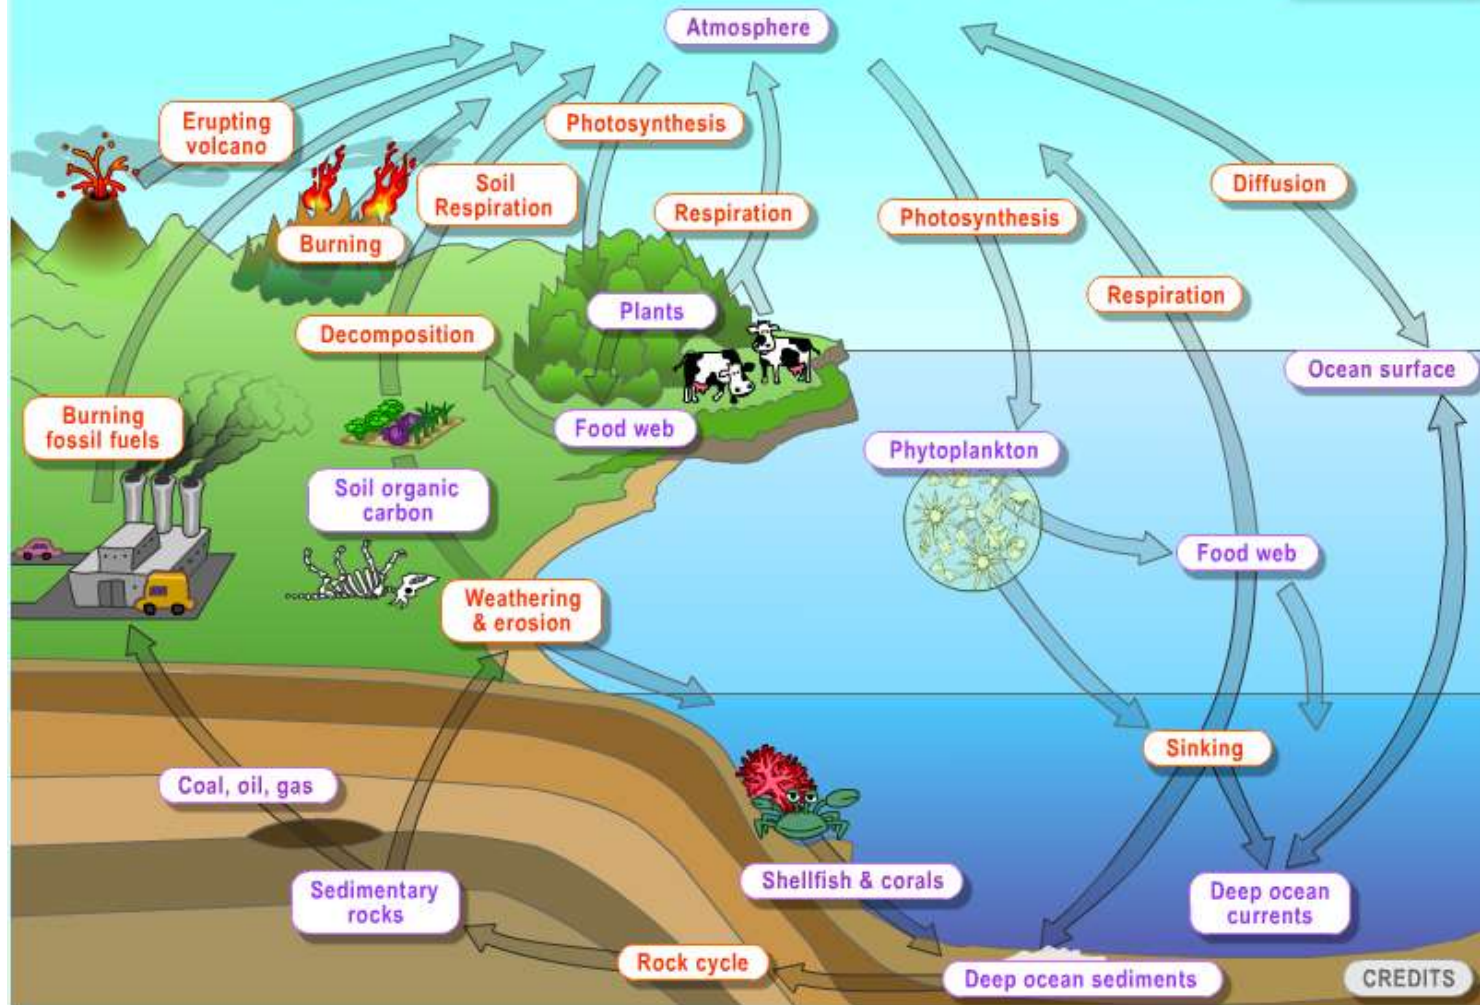 Atmosphere
Erupting
volcano
Photosynthesis
Soil
Respiration
Diffusion
Respiration
Photosynthesis
Burning
Respiration
Plants
Decomposition
Ocean surface
Burning
fossil fuels
Food web
Phytoplankton
Soil organic
carbon
Food web
Weathering
& erosion
Sinking
Coal, oil, gas
Shellfish & corals
Sedimentary
rocks
Deep ocean
currents
Rock cycle
Deep ocean sediments
CREDITS